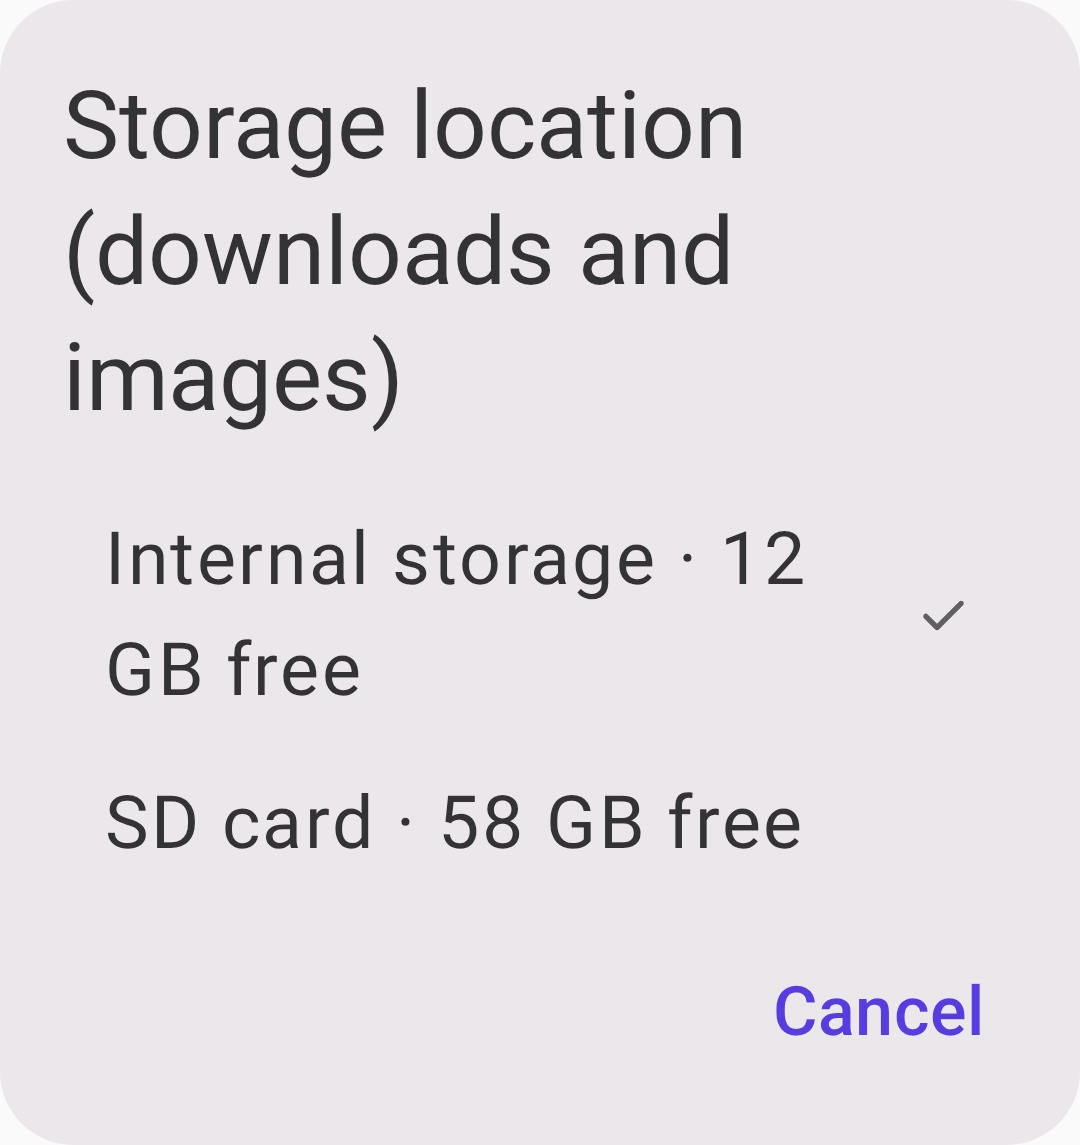 Storage location
(downloads and
images)
Internal storage · 12
GB free
SD card · 58 GB free
Cancel